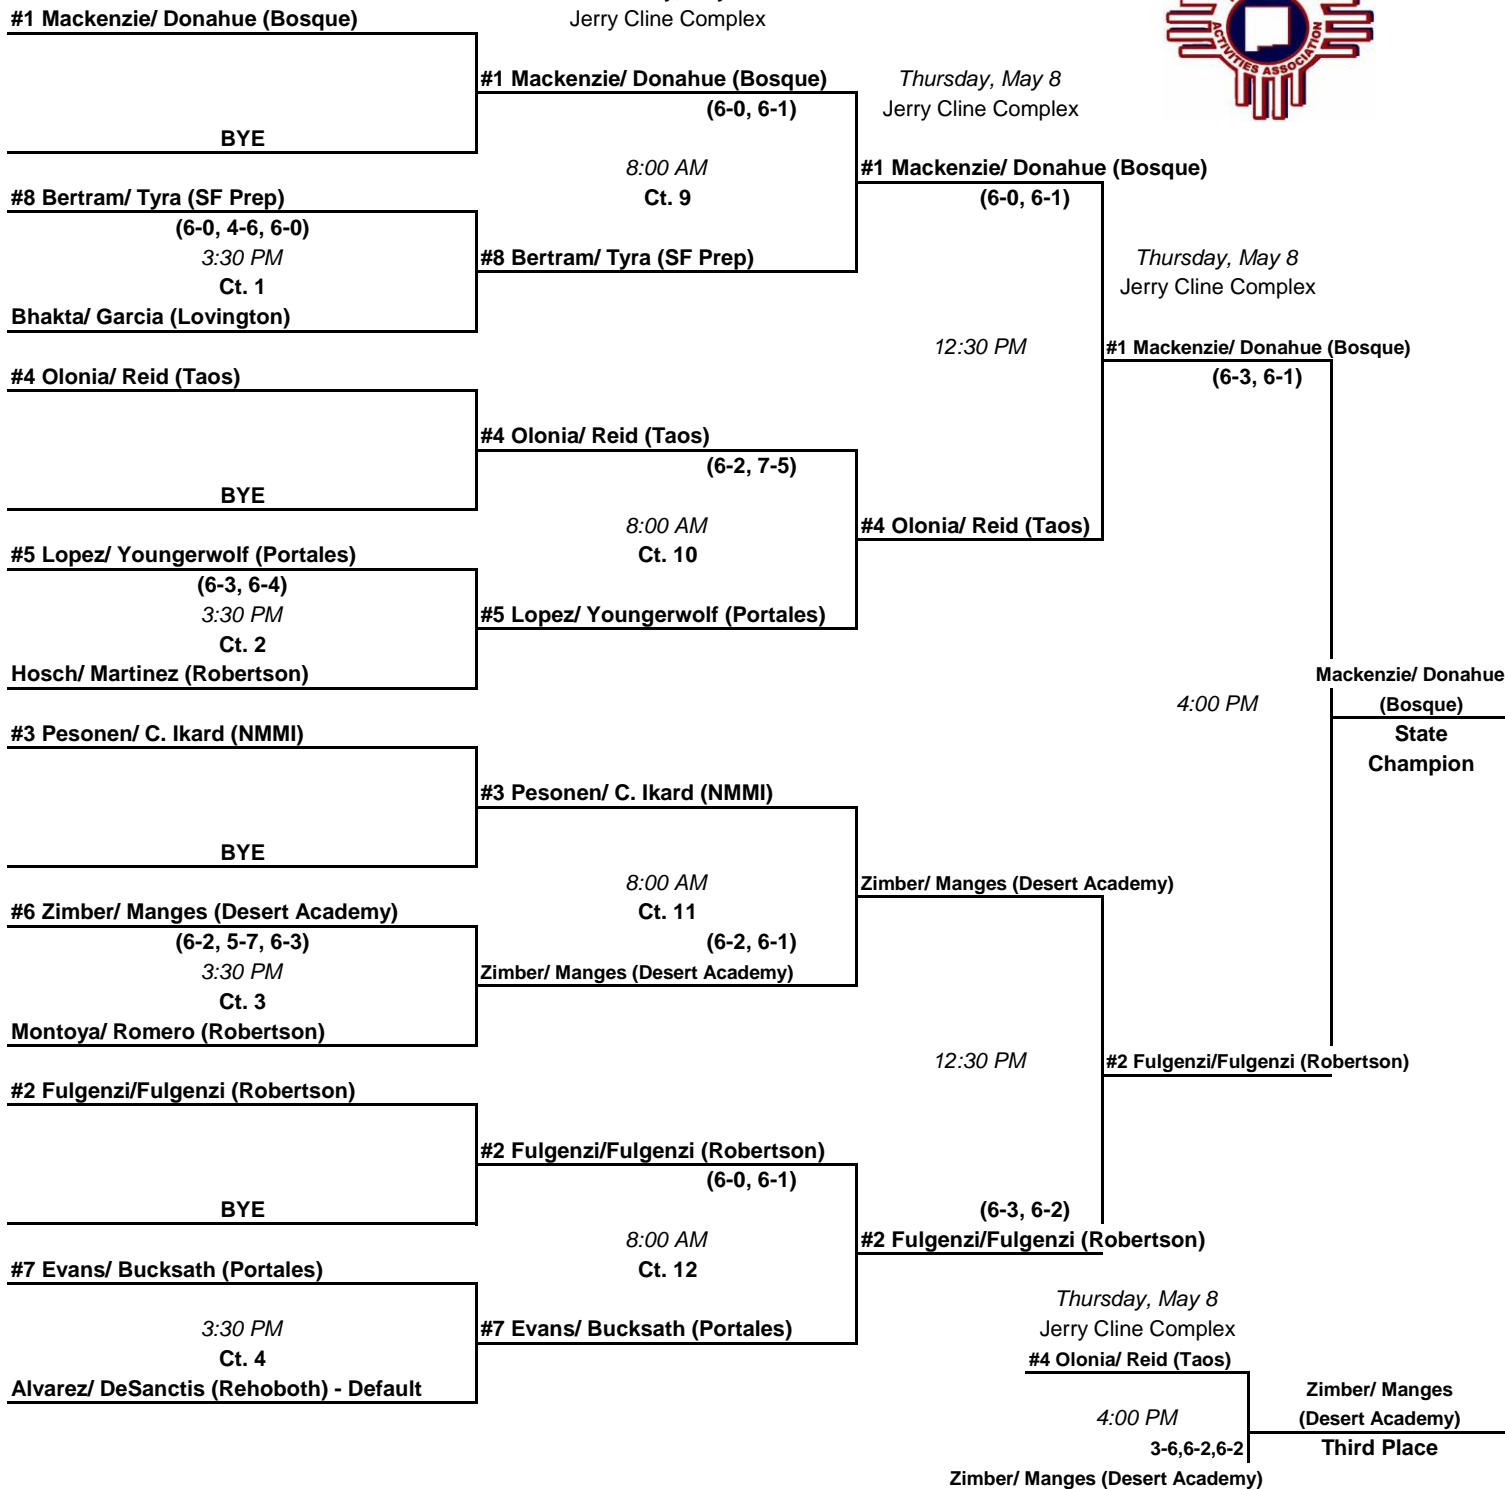 #1 Mackenzie/ Donahue (Bosque)
Jerry Cline Complex
ACTIVITIES ASSOCIATION
#1 Mackenzie/ Donahue (Bosque)
(6-0, 6-1)
Thursday, May 8
Jerry Cline Complex
BYE
8:00 AM
Ct. 9
#1 Mackenzie/ Donahue (Bosque)
(6-0, 6-1)
#8 Bertram/ Tyra (SF Prep)
(6-0, 4-6, 6-0)
3:30 PM
Ct. 1
Bhakta/ Garcia (Lovington)
#8 Bertram/ Tyra (SF Prep)
Thursday, May 8
Jerry Cline Complex
12:30 PM
#1 Mackenzie/ Donahue (Bosque)
(6-3, 6-1)
#4 Olonia/ Reid (Taos)
#4 Olonia/ Reid (Taos)
(6-2, 7-5)
BYE
8:00 AM
Ct. 10
#4 Olonia/ Reid (Taos)
#5 Lopez/ Youngerwolf (Portales)
(6-3, 6-4)
3:30 PM
Ct. 2
Hosch/ Martinez (Robertson)
#5 Lopez/ Youngerwolf (Portales)
4:00 PM
Mackenzie/ Donahue
(Bosque)
State
Champion
#3 Pesonen/ C. Ikard (NMMI)
#3 Pesonen/ C. Ikard (NMMI)
BYE
8:00 AM
Ct. 11
(6-2, 6-1)
Zimber/ Manges (Desert Academy)
#6 Zimber/ Manges (Desert Academy)
(6-2, 5-7, 6-3)
3:30 PM
Ct. 3
Montoya/ Romero (Robertson)
Zimber/ Manges (Desert Academy)
12:30 PM
#2 Fulgenzi/Fulgenzi (Robertson)
#2 Fulgenzi/Fulgenzi (Robertson)
#2 Fulgenzi/Fulgenzi (Robertson)
(6-0, 6-1)
BYE
8:00 AM
Ct. 12
(6-3, 6-2)
#2 Fulgenzi/Fulgenzi (Robertson)
#7 Evans/ Bucksath (Portales)
3:30 PM
Ct. 4
Alvarez/ DeSanctis (Rehoboth) - Default
#7 Evans/ Bucksath (Portales)
Thursday, May 8
Jerry Cline Complex
#4 Olonia/ Reid (Taos)
4:00 PM
3-6,6-2,6-2
Zimber/ Manges (Desert Academy)
Zimber/ Manges
(Desert Academy)
Third Place